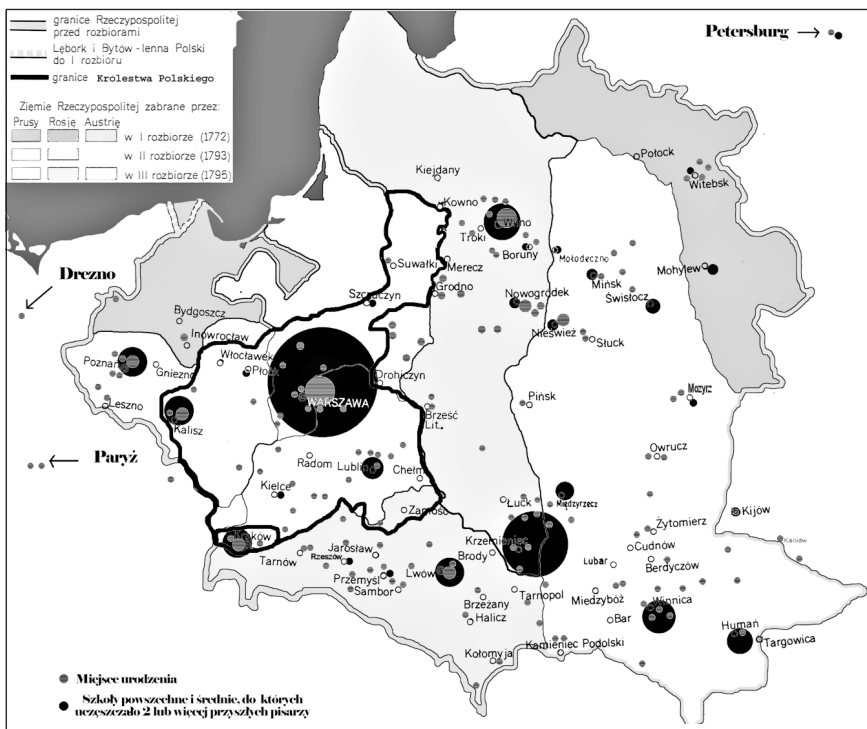 granice Rzeczypospolitej
przed rozbiorami
Lębork i Bytów - lenna Polski
do I rozbioru
granice Królestwa Polskiego
Ziemie Rzeczypospolitej zabrane przez:
Prusy Rosję Austrię
w I rozbiorze (1772)
w II rozbiorze (1793)
w III rozbiorze (1795)
Petersburg
Połock
Witebsk
Kiejdany
Kowno
Wilno
Troki
Boruny
Mołodeczno
Mohylew
Drezno
Suwałki
Merecz
Grodno
Mińsk
Świsłocz
Szczuczyn
Nowogródek
Nieśwież
Słuck
Bydgoszcz
Inowrocław
Włocławek
Płock
Poznań
Gniezno
Drohiczyn
Leszno
WARSZAWA
Pińsk
Mozyrz
Kalisz
Brześć
Lit.
Owrucz
Paryż
Radom
Lublin
Chełm
Kielce
Łuck
Międzyrzecz
Kijów
Zamość
Kraków
Krzemieniec
Żytomierz
Kaniów
Tarnów
Rzeszów
Jarosław
Brody
Lubar
Cudnów
Berdyczów
Przemyśl
Lwów
Sambor
Brzeżany
Tarnopol
Międzybóż
Winnica
Halicz
Bar
Humań
Targowica
Kołomyja
Kamieniec Podolski
Miejsce urodzenia
Szkoły powszechne i średnie, do których
uczęszczało 2 lub więcej przyszłych pisarzy